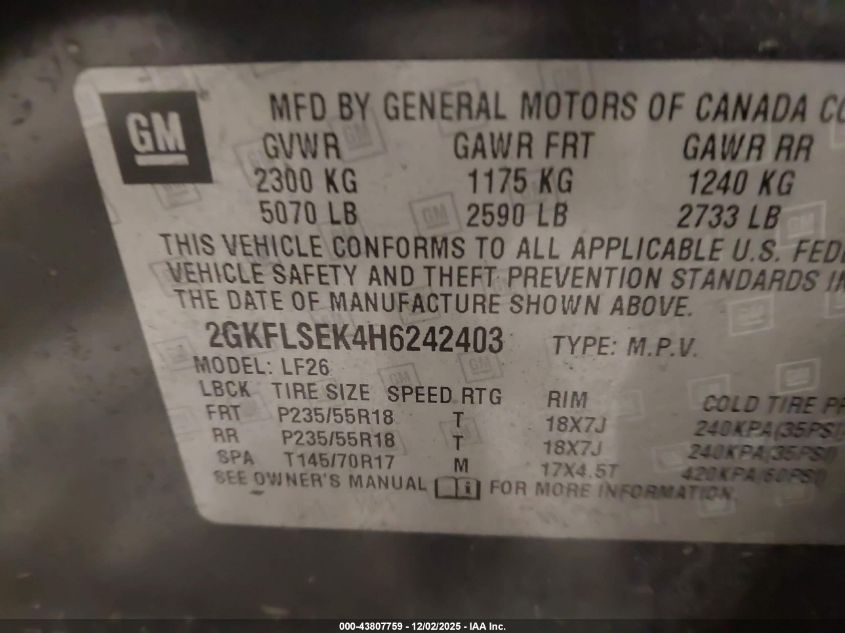 GM
MFD BY GENERAL MOTORS OF CANADA CO
GVWR GAWR FRT GAWR RR
2300 KG 1175 KG 1240 KG
5070 LB 2590 LB 2733 LB
THIS VEHICLE CONFORMS TO ALL APPLICABLE U.S. FEDE
VEHICLE SAFETY AND THEFT PREVENTION STANDARDS IN
THE DATE OF MANUFACTURE SHOWN ABOVE.
2GKFLSEK4H6242403 TYPE: M.P.V.
MODEL: LF26
LBCK TIRE SIZE SPEED RTG RIM COLD TIRE PR
FRT P235/55R18 T 18X7J 240KPA(35PSI)
RR P235/55R18 T 18X7J 240KPA(35PSI)
SPA T145/70R17 M 17X4.5T 420KPA(60PSI)
SEE OWNER'S MANUAL FOR MORE INFORMATION.
000-43807759 - 12/02/2025 - IAA Inc.